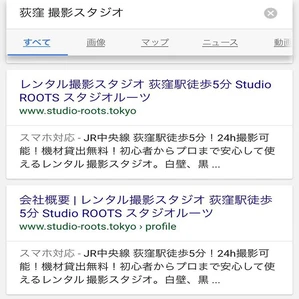 荻窪 撮影スタジオ
すべて 画像 マップ ニュース 動画
レンタル撮影スタジオ 荻窪駅徒歩5分 Studio
ROOTS スタジオルーツ
www.studio-roots.tokyo
スマホ対応 - JR中央線 荻窪駅徒歩5分！24h撮影可
能！機材貸出無料！初心者からプロまで安心して使
えるレンタル 撮影スタジオ。白壁、黒 ...
会社概要 | レンタル撮影スタジオ 荻窪駅徒歩
5分 Studio ROOTS スタジオルーツ
www.studio-roots.tokyo › profile
スマホ対応 - JR中央線 荻窪駅徒歩5分！24h撮影可
能！機材貸出無料！初心者からプロまで安心して使
えるレンタル 撮影スタジオ。白壁、黒 ...